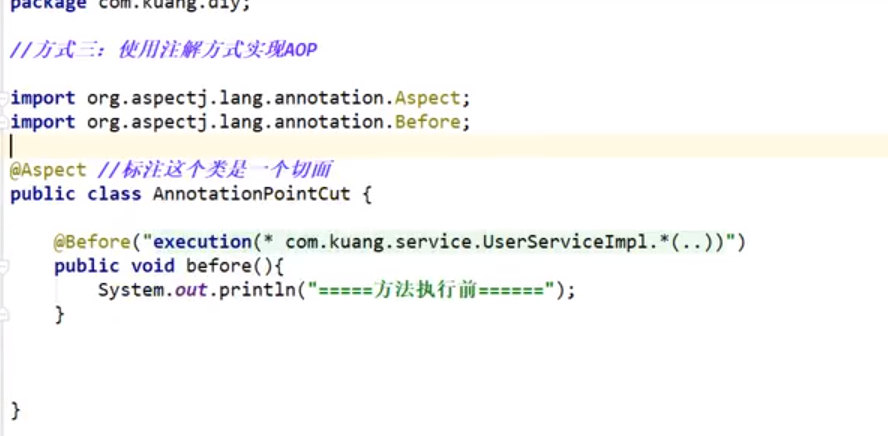 package com.kuang.diy;
//方式三：使用注解方式实现AOP
import org.aspectj.lang.annotation.Aspect;
import org.aspectj.lang.annotation.Before;
@Aspect //标注这个类是一个切面
public class AnnotationPointCut {
@Before("execution(* com.kuang.service.UserServiceImpl.*(..))")
public void before(){
System.out.println("=====方法执行前======");
}
}